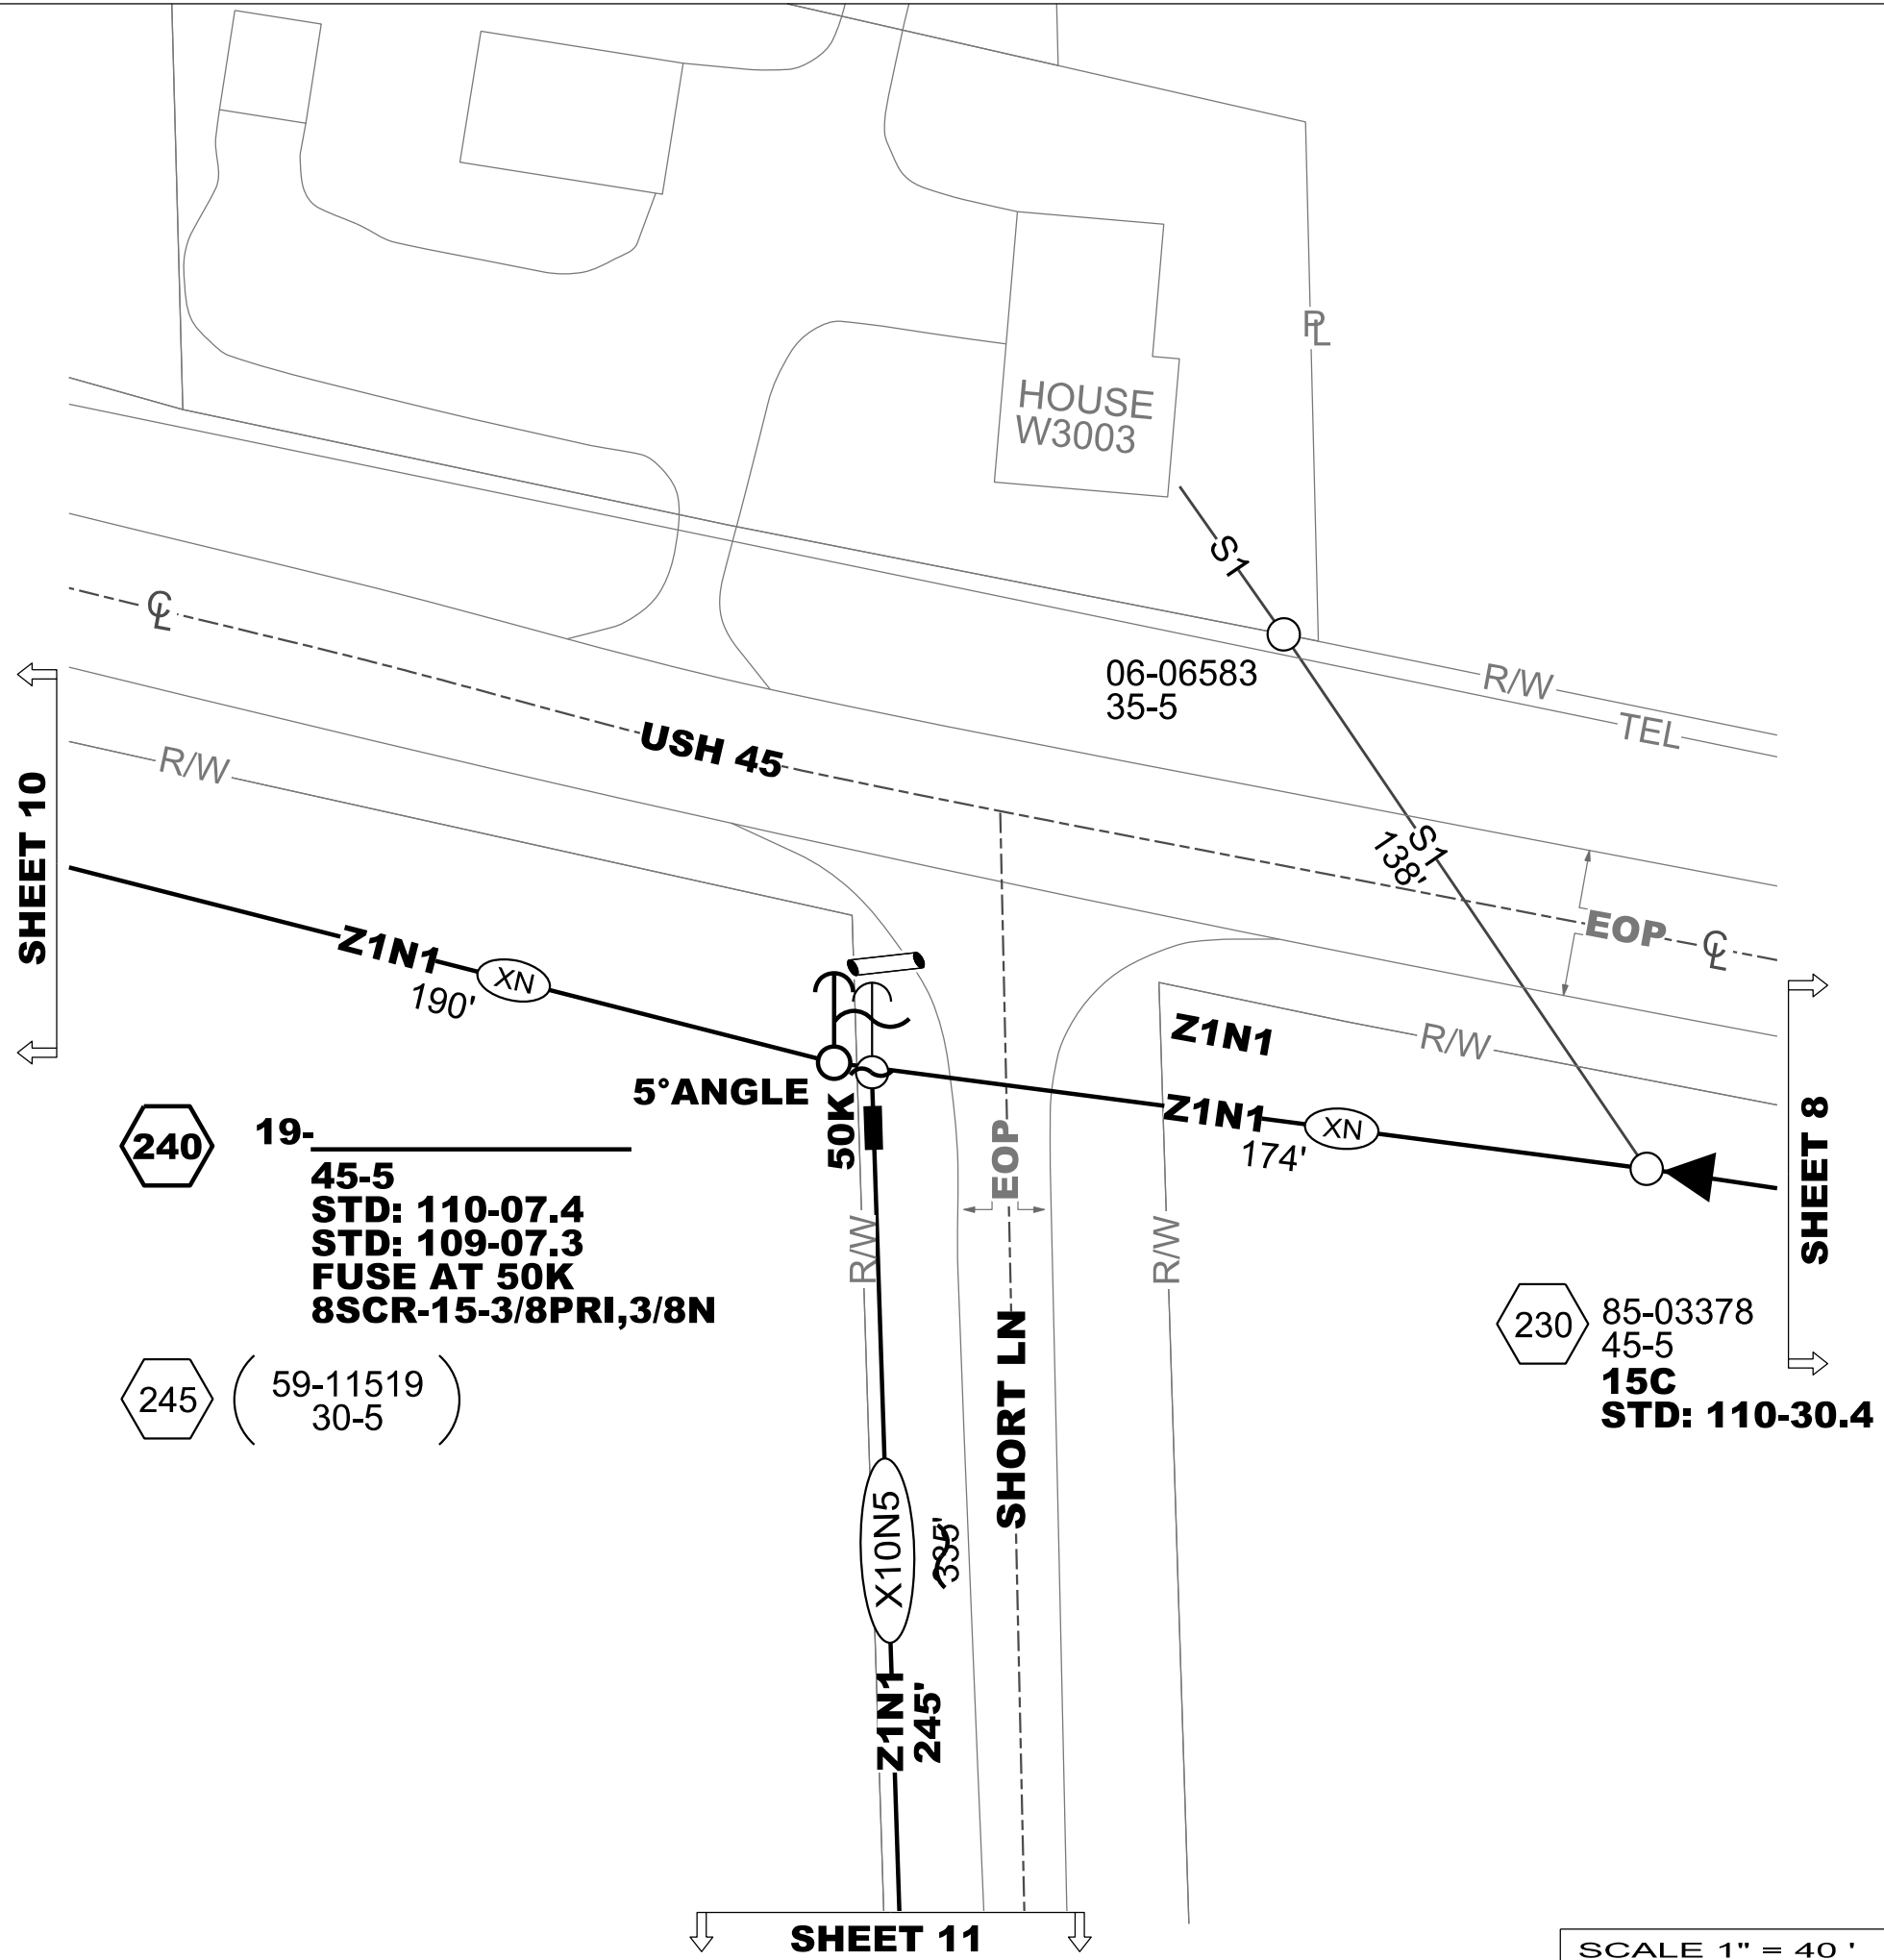 HOUSE
W3003
PL
S1
CL
06-06583
35-5
R/W
TEL
USH 45
R/W
SHEET 10
S1
138'
EOP
CL
Z1N1
XN
190'
Z1N1
R/W
5°ANGLE
50K
Z1N1
XN
174'
EOP
SHEET 8
240
19-
45-5
STD: 110-07.4
STD: 109-07.3
FUSE AT 50K
8SCR-15-3/8PRI,3/8N
R/W
R/W
245
59-11519
30-5
230
85-03378
45-5
15C
STD: 110-30.4
SHORT LN
X10N5
335'
Z1N1
245'
SHEET 11
SCALE 1" = 40 '